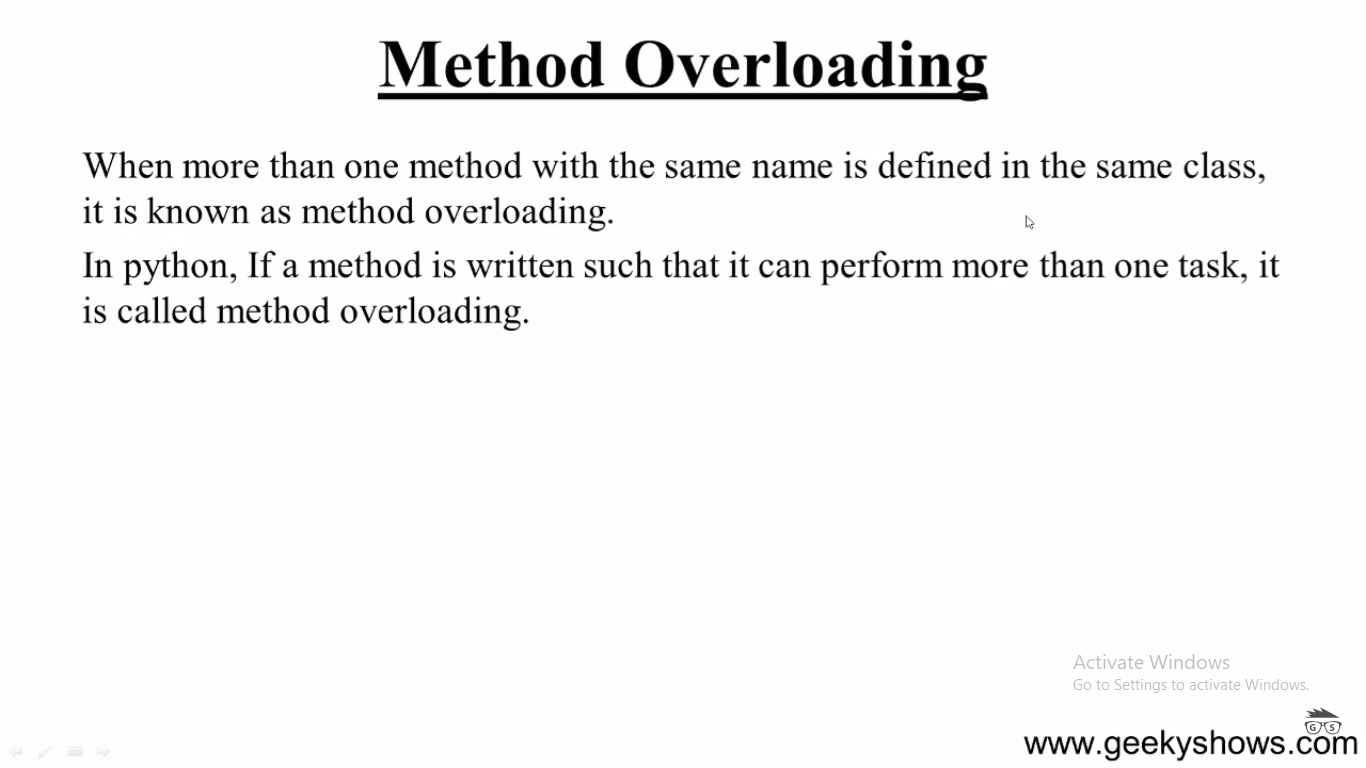 Method Overloading
When more than one method with the same name is defined in the same class,
it is known as method overloading.
In python, If a method is written such that it can perform more than one task, it
is called method overloading.
Activate Windows
Go to Settings to activate Windows.
G S
www.geekyshows.com